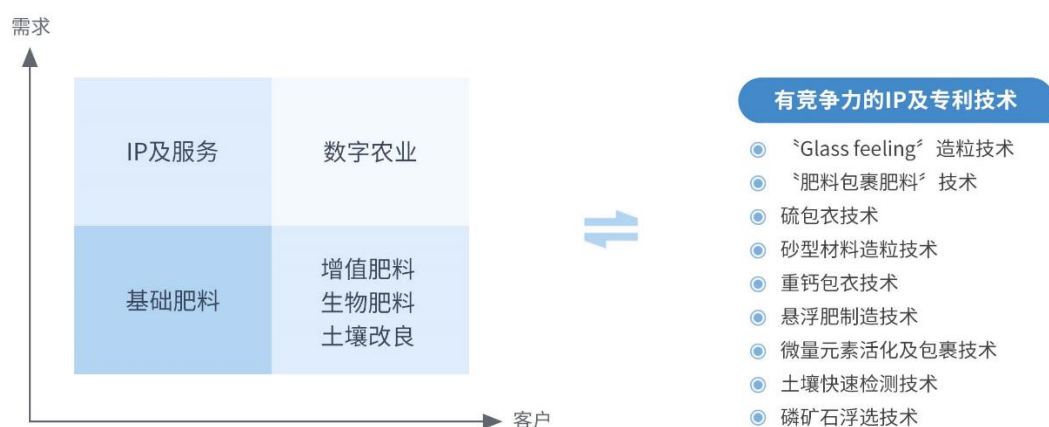 需求
IP及服务
数字农业
基础肥料
增值肥料
生物肥料
土壤改良
客户
有竞争力的IP及专利技术
〝Glass feeling〞造粒技术
〝肥料包裹肥料〞技术
硫包衣技术
砂型材料造粒技术
重钙包衣技术
悬浮肥制造技术
微量元素活化及包裹技术
土壤快速检测技术
磷矿石浮选技术